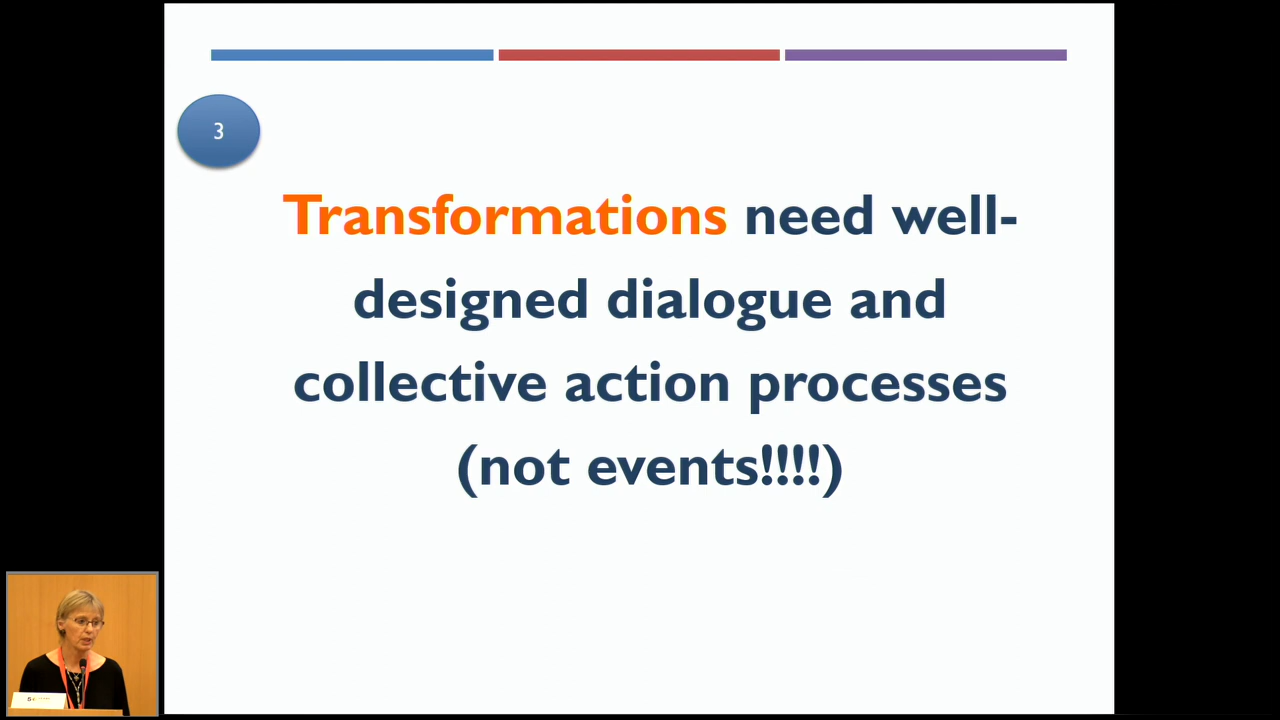 3
Transformations need well-
designed dialogue and
collective action processes
(not events!!!!)